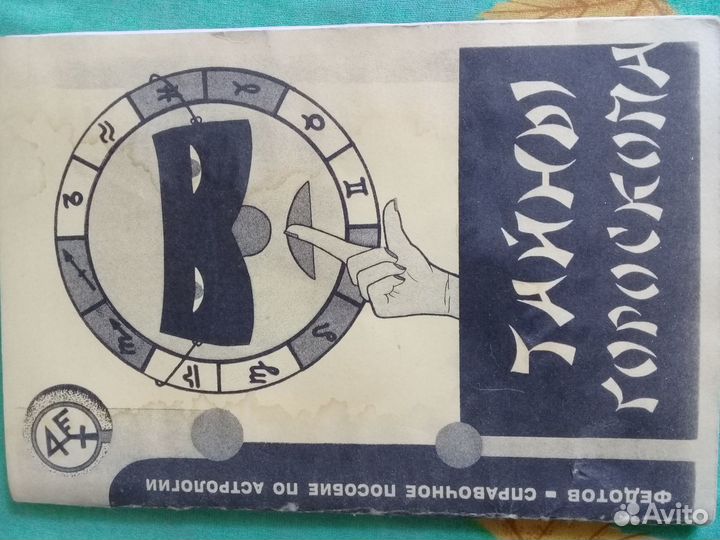 ТАЙНЫ
ГОРОСКОПА
ФЕДОТОВ - СПРАВОЧНОЕ ПОСОБИЕ ПО АСТРОЛОГИИ
Avito